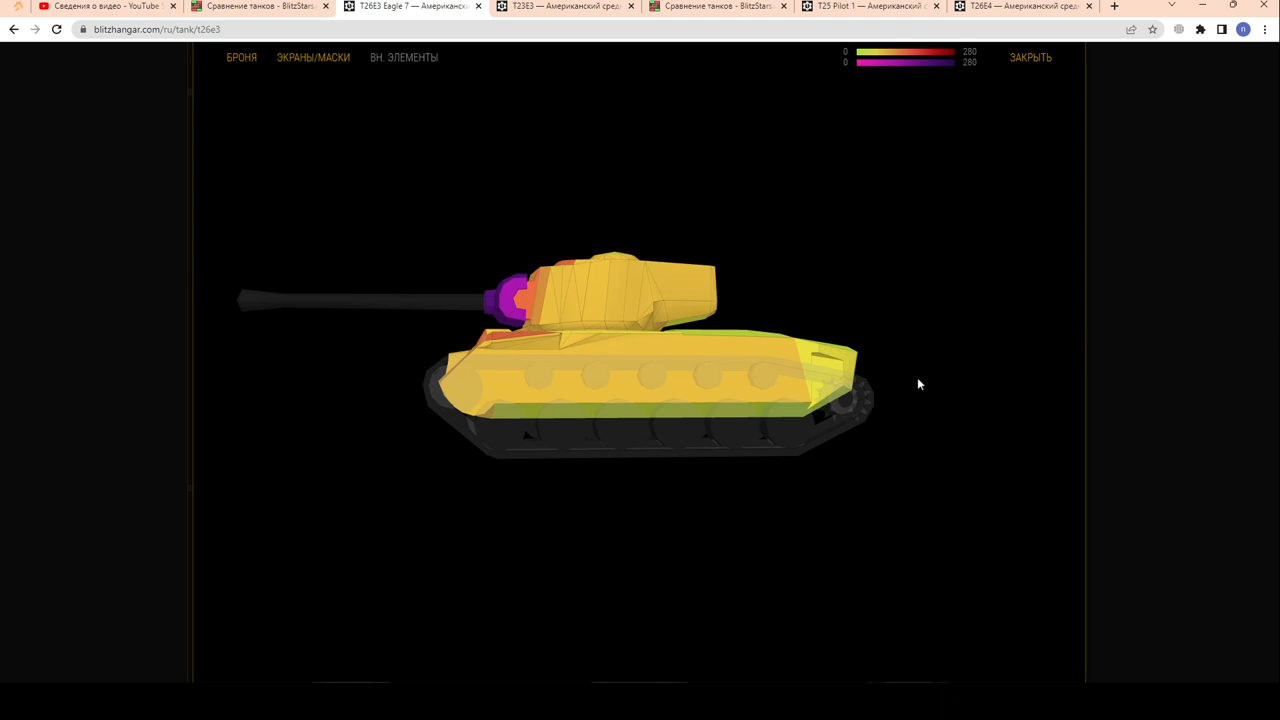 Сведения о видео - YouTube S
Сравнение танков - BlitzStars.
T26E3 Eagle 7 — Американск
T23E3 — Американский сред
Сравнение танков - BlitzStars
T25 Pilot 1 — Американский с
T26E4 — Американский средн
blitzhangar.com/ru/tank/t26e3
n
БРОНЯ ЭКРАНЫ/МАСКИ ВН. ЭЛЕМЕНТЫ
0 280
0 280
ЗАКРЫТЬ